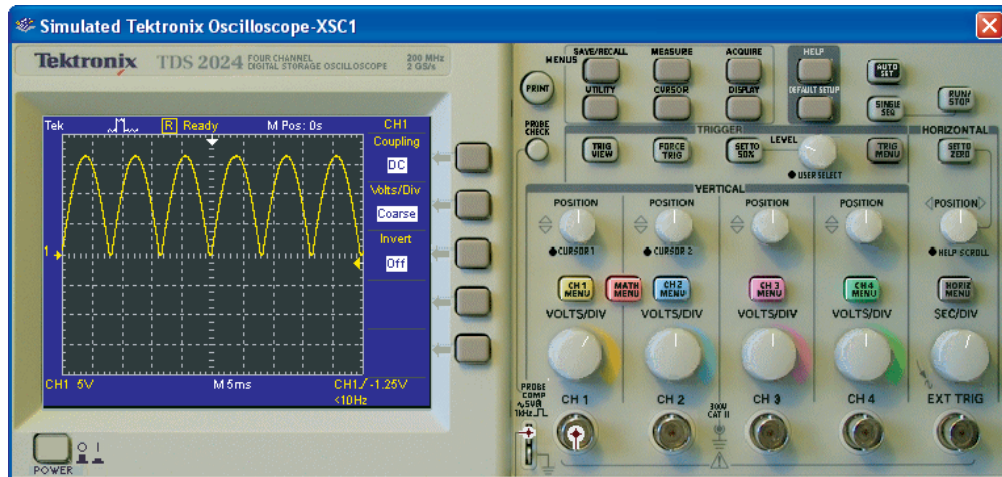 Simulated Tektronix Oscilloscope-XSC1
Tektronix TDS 2024 FOUR CHANNEL DIGITAL STORAGE OSCILLOSCOPE 200 MHz 2 GS/s
Tek R Ready M Pos: 0s CH1
Coupling
DC
Volts/Div
Coarse
Invert
Off
1
CH1 5V M 5ms CH1 -1.25V
<10Hz
POWER
MENUS
SAVE/RECALL MEASURE ACQUIRE HELP
AUTO SET
PRINT
UTILITY CURSOR DISPLAY DEFAULT SETUP
SINGLE SEQ
RUN/STOP
PROBE CHECK
TRIGGER
HORIZONTAL
TRIG VIEW FORCE TRIG SET TO 50% LEVEL TRIG MENU SET TO ZERO
USER SELECT
VERTICAL
POSITION POSITION POSITION POSITION POSITION
CURSOR 1 CURSOR 2 HELP SCROLL
CH 1 MENU MATH MENU CH 2 MENU CH 3 MENU CH 4 MENU HORIZ MENU
VOLTS/DIV VOLTS/DIV VOLTS/DIV VOLTS/DIV SEC/DIV
PROBE COMP
~5V@
1kHz
CH 1 CH 2 300V CAT II CH 3 CH 4 EXT TRIG